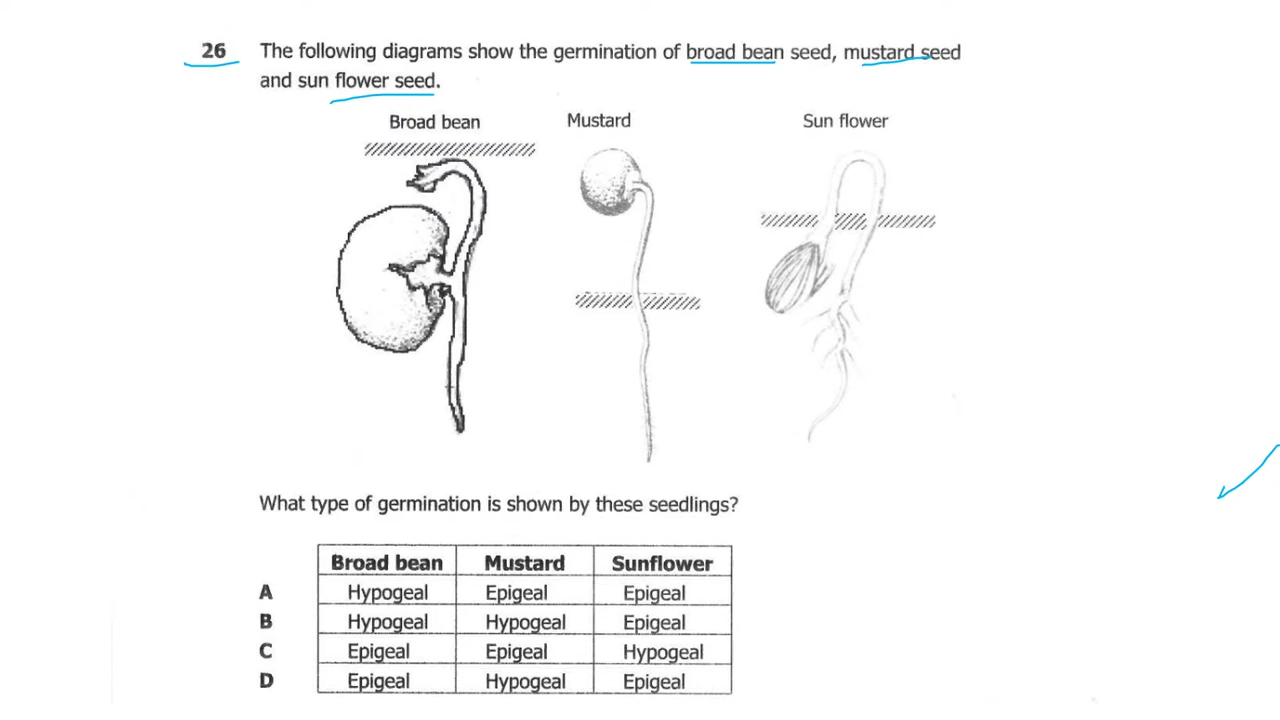 26 The following diagrams show the germination of broad bean seed, mustard seed
and sun flower seed.
Broad bean Mustard Sun flower
What type of germination is shown by these seedlings?
Broad bean Mustard Sunflower
A Hypogeal Epigeal Epigeal
B Hypogeal Hypogeal Epigeal
C Epigeal Epigeal Hypogeal
D Epigeal Hypogeal Epigeal